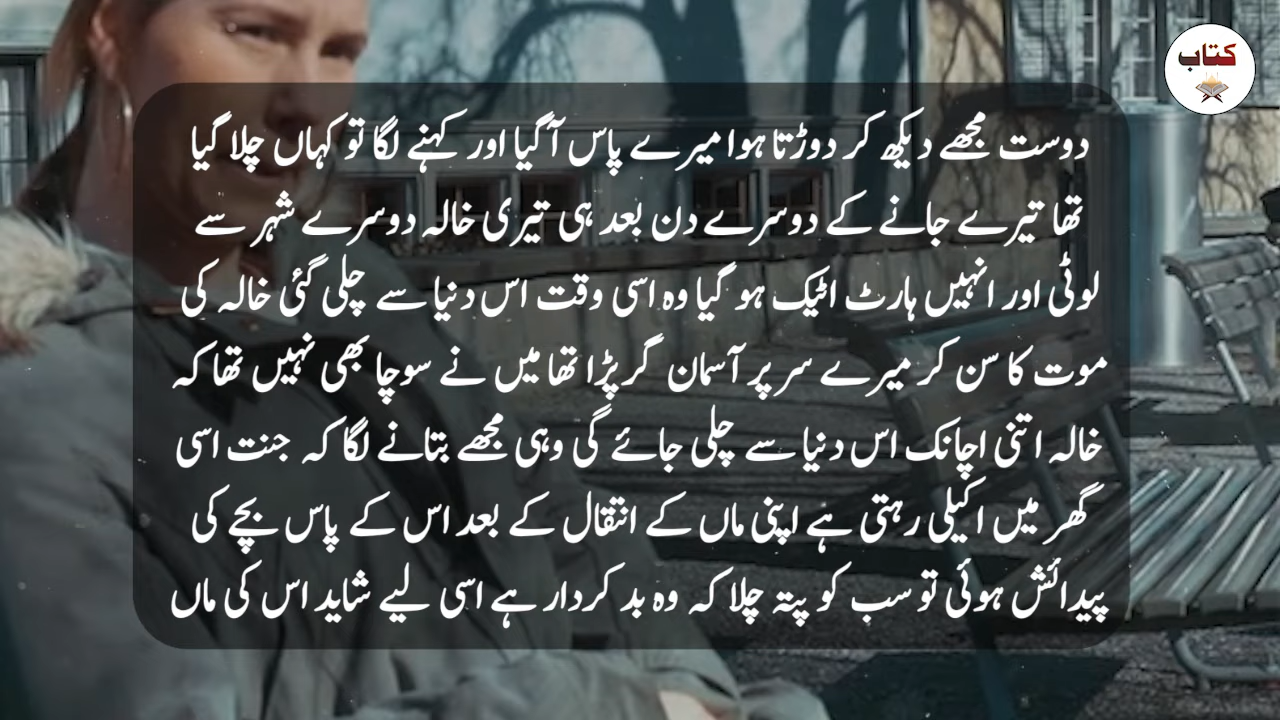 کتاب
دوست مجھے دیکھ کر دوڑتا ہوا میرے پاس آگیا اور کہنے لگا تو کہاں چلا گیا
تھا تیرے جانے کے دوسرے دن بعد ہی تیری خالہ دوسرے شہر سے
لوٹی اور انہیں ہارٹ اٹیک ہو گیا وہ اسی وقت اس دنیا سے چلی گئی خالہ کی
موت کا سن کر میرے سر پر آسمان گر پڑا تھا میں نے سوچا بھی نہیں تھا کہ
خالہ اتنی اچانک اس دنیا سے چلی جائے گی وہی مجھے بتانے لگا کہ جنت اسی
گھر میں اکیلی رہتی ہے اپنی ماں کے انتقال کے بعد اس کے پاس بچے کی
پیدائش ہوئی تو سب کو پتہ چلا کہ وہ بد کردار ہے اسی لیے شاید اس کی ماں